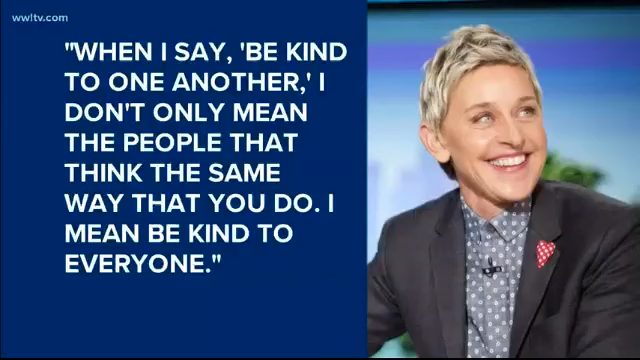 wwltv.com
"WHEN I SAY, 'BE KIND
TO ONE ANOTHER,' I
DON'T ONLY MEAN
THE PEOPLE THAT
THINK THE SAME
WAY THAT YOU DO. I
MEAN BE KIND TO
EVERYONE."